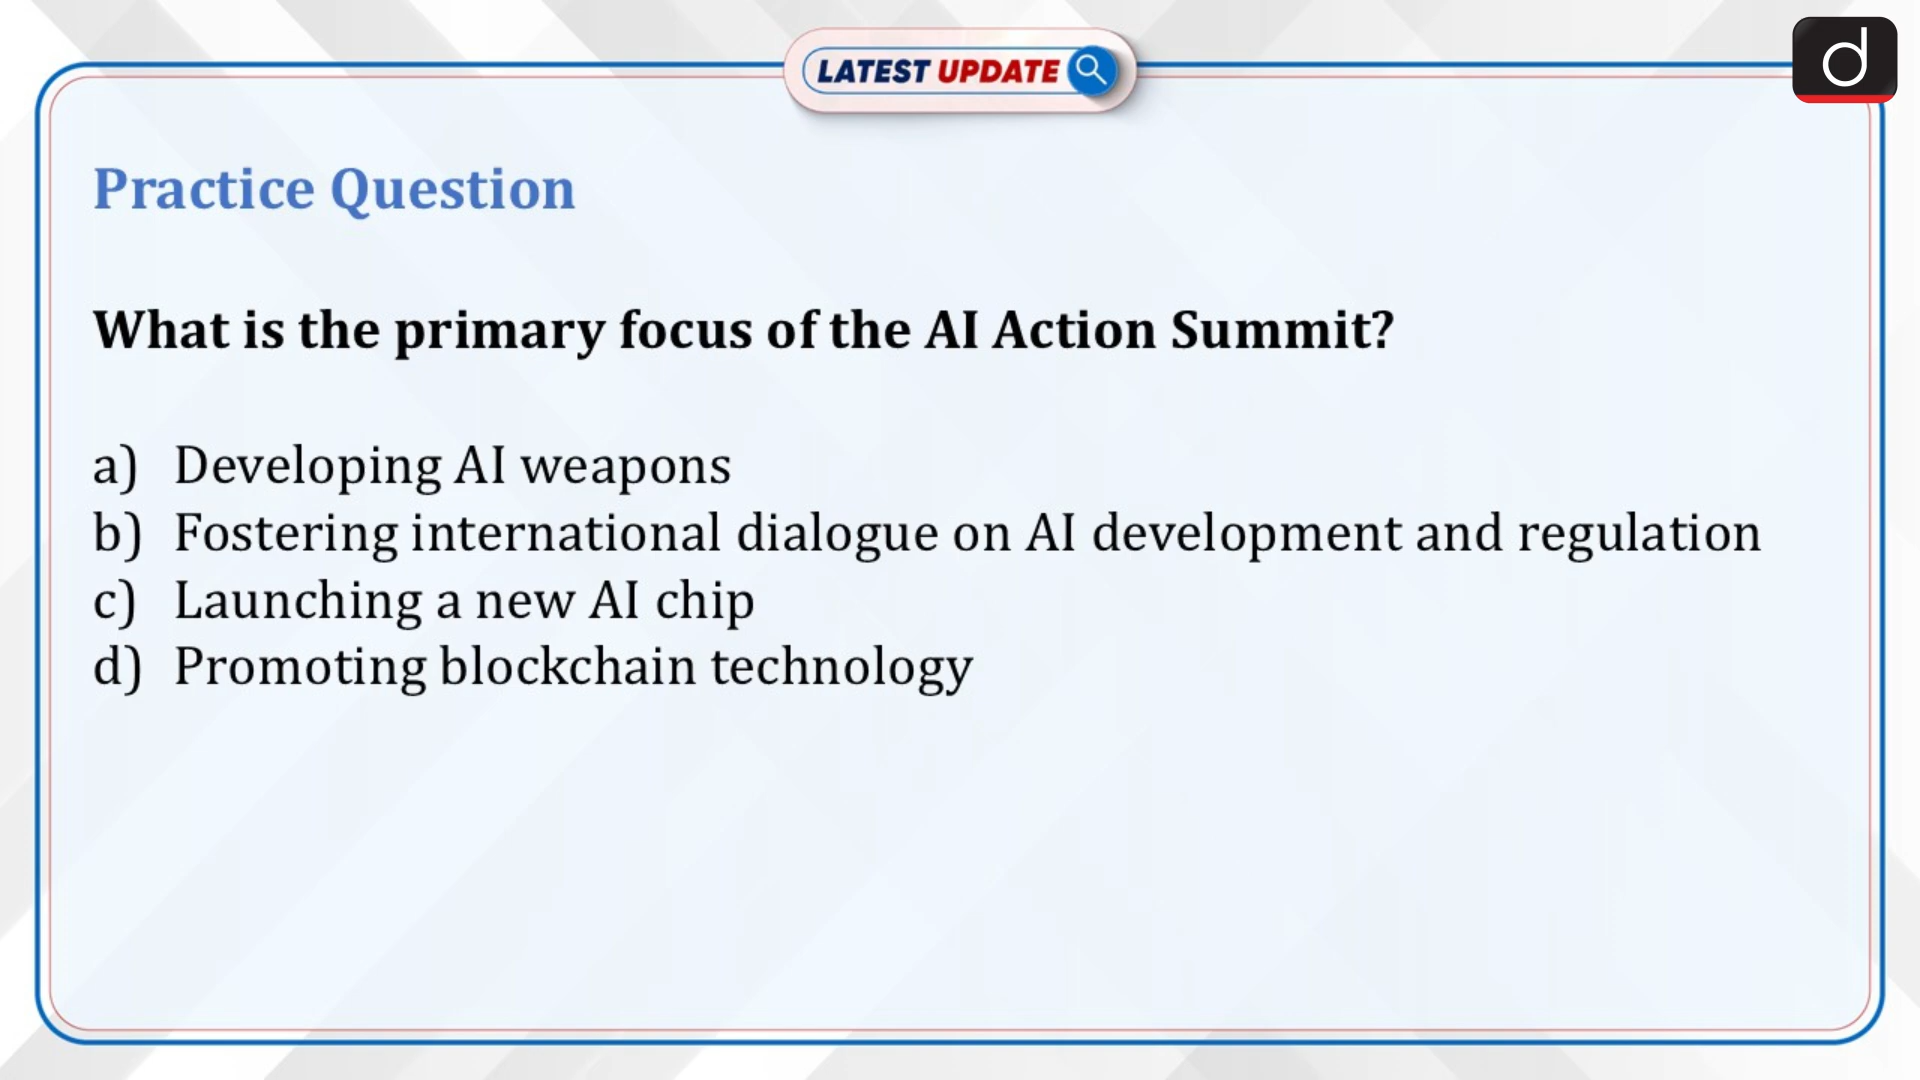 LATEST UPDATE
d
Practice Question
What is the primary focus of the AI Action Summit?
a) Developing AI weapons
b) Fostering international dialogue on AI development and regulation
c) Launching a new AI chip
d) Promoting blockchain technology